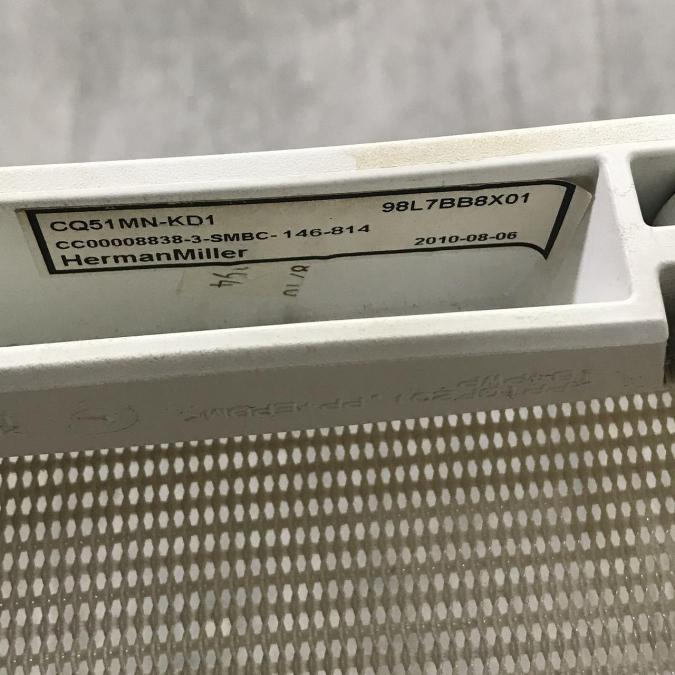 CQ51MN-KD1 98L7BB8X01
CC00008838-3-SMBC-146-814 2010-08-06
HermanMiller